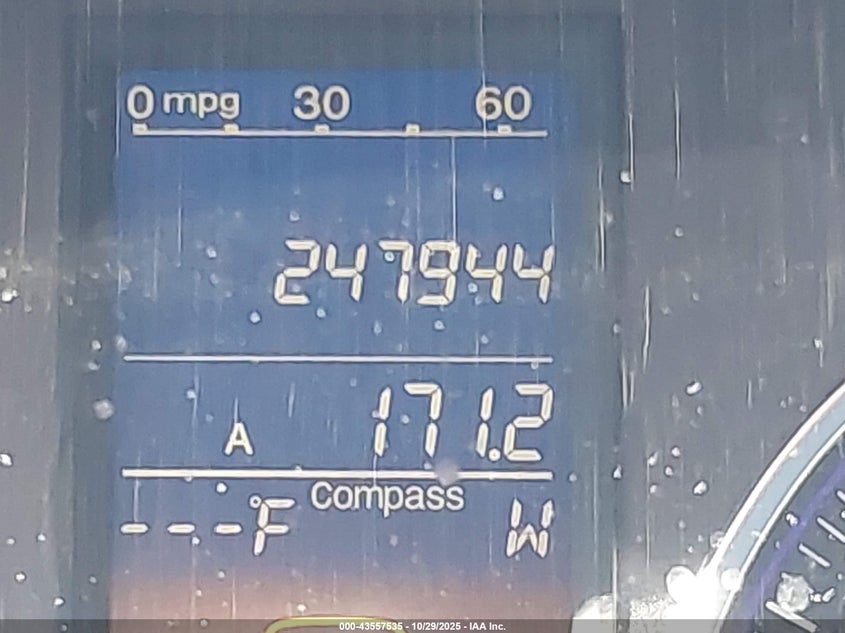 0 mpg 30 60
247944
A 171.2
Compass
---°F W
000-43557535 - 10/29/2025 - IAA Inc.